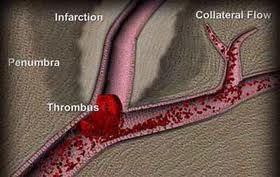 Infarction
Collateral Flow
Penumbra
Thrombus